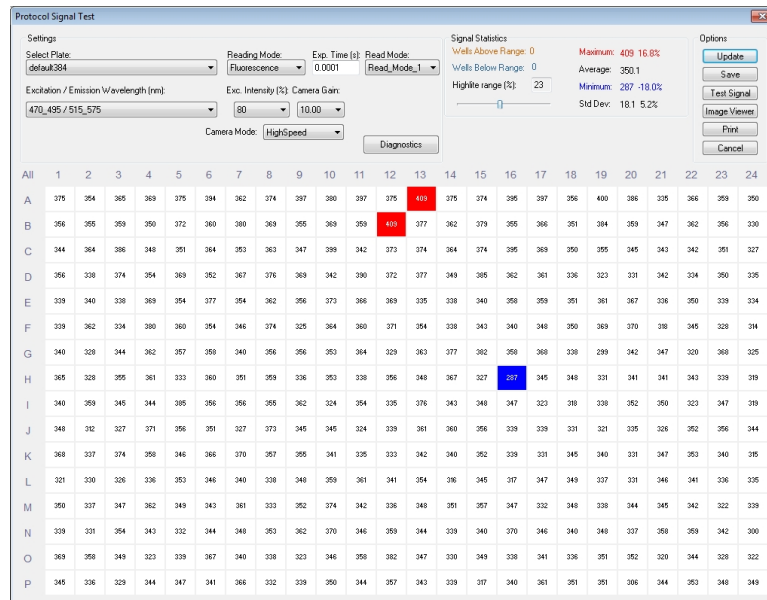 Protocol Signal Test
Settings
Select Plate:
default384
Reading Mode:
Fluorescence
Exp. Time (s):
0.0001
Read Mode:
Read_Mode_1
Excitation / Emission Wavelength (nm):
470_495 / 515_575
Exc. Intensity (%):
80
Camera Gain:
10.00
Camera Mode: HighSpeed
Diagnostics
Signal Statistics
Wells Above Range: 0
Wells Below Range: 0
Highlite range (%): 23
Maximum: 409 16.8%
Average: 350.1
Minimum: 287 -18.0%
Std Dev: 18.1 5.2%
Options
Update
Save
Test Signal
Image Viewer
Print
Cancel
All 1 2 3 4 5 6 7 8 9 10 11 12 13 14 15 16 17 18 19 20 21 22 23 24
A 375 354 365 369 375 394 362 374 397 380 397 375 409 375 374 395 397 356 400 386 335 366 359 350
B 356 355 359 350 372 360 380 369 355 369 359 409 377 362 379 355 366 351 384 359 347 362 356 330
C 344 364 386 348 351 364 353 363 347 399 342 373 374 364 374 395 369 350 355 345 343 342 351 327
D 356 338 374 354 369 352 367 376 369 342 390 372 377 349 385 362 361 336 323 331 342 334 350 335
E 339 340 338 369 354 377 354 362 356 373 366 369 335 338 340 358 359 351 361 367 336 350 339 334
F 339 362 334 380 360 354 346 374 325 364 360 371 354 338 343 340 348 350 369 370 318 345 328 314
G 340 328 344 362 357 358 340 356 356 353 364 329 363 377 382 358 368 338 299 342 347 320 368 325
H 365 328 355 361 333 360 351 359 336 353 338 356 348 367 327 287 345 348 331 341 341 343 339 319
I 340 359 345 344 385 356 356 355 362 324 354 335 376 343 348 347 323 318 338 352 350 323 347 319
J 348 312 327 371 356 351 327 373 345 345 324 339 361 360 356 339 339 331 321 335 326 352 356 344
K 368 337 374 358 346 366 370 357 355 341 335 333 342 340 352 339 331 345 340 331 347 353 340 315
L 321 330 326 336 353 346 340 338 348 359 361 341 354 316 345 317 347 349 337 331 346 341 336 335
M 350 337 347 362 349 343 361 333 352 374 342 336 348 351 357 347 332 348 338 344 345 342 322 339
N 339 331 354 343 332 344 348 353 362 370 346 359 344 339 340 370 346 340 348 337 358 359 342 300
O 369 358 349 323 339 367 340 338 323 346 358 382 347 330 349 338 341 336 351 352 320 344 328 322
P 345 336 329 344 347 341 366 332 339 350 344 357 343 339 317 340 361 351 351 306 344 353 348 349